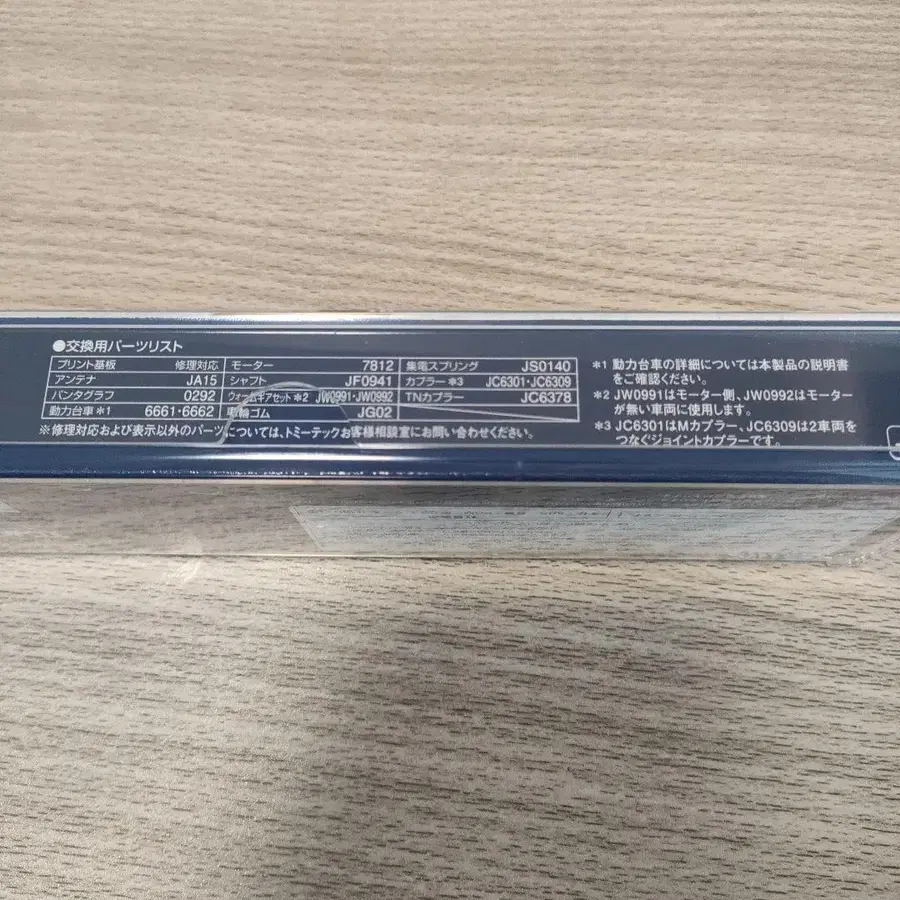 ●交換用パーツリスト
プリント基板 修理対応 モーター 7812 集電スプリング JS0140
アンテナ JA15 シャフト JF0941 カプラー＊3 JC6301・JC6309
パンタグラフ 0292 ウォームギアセット＊2 JW0991・JW0992 TNカプラー JC6378
動力台車＊1 6661・6662 車輪ゴム JG02
※修理対応および表示以外のパーツについては、トミーテックお客様相談室にお問い合わせください。
＊1 動力台車の詳細については本製品の説明書
をご確認ください。
＊2 JW0991はモーター側、JW0992はモーター
が無い車両に使用します。
＊3 JC6301はMカプラー、JC6309は2車両を
つなぐジョイントカプラーです。